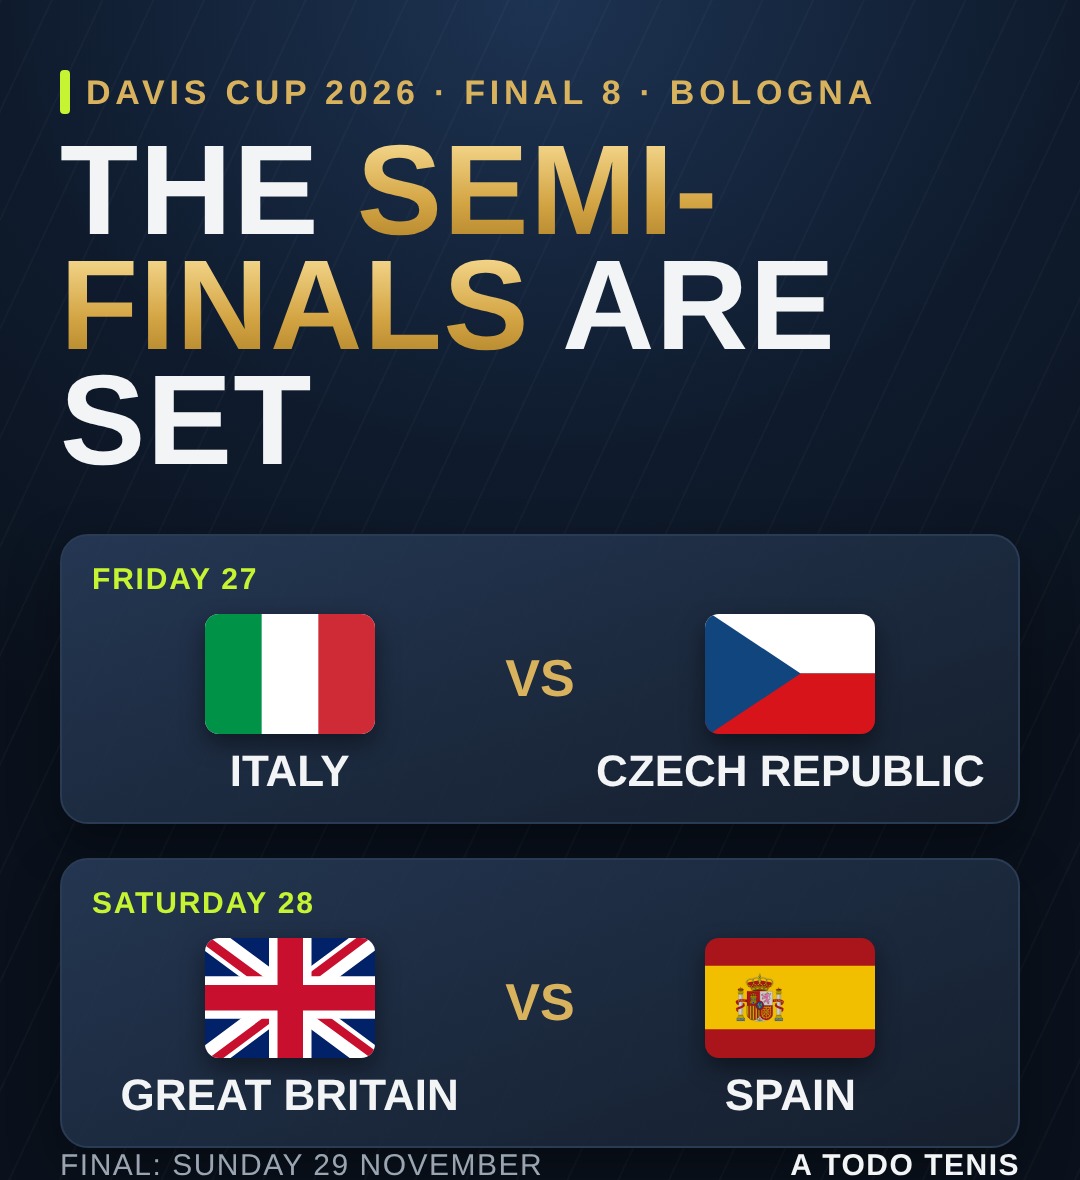 DAVIS CUP 2026 · FINAL 8 · BOLOGNA
THE SEMI-
FINALS ARE
SET
FRIDAY 27
VS
ITALY
CZECH REPUBLIC
SATURDAY 28
VS
GREAT BRITAIN
SPAIN
FINAL: SUNDAY 29 NOVEMBER
A TODO TENIS